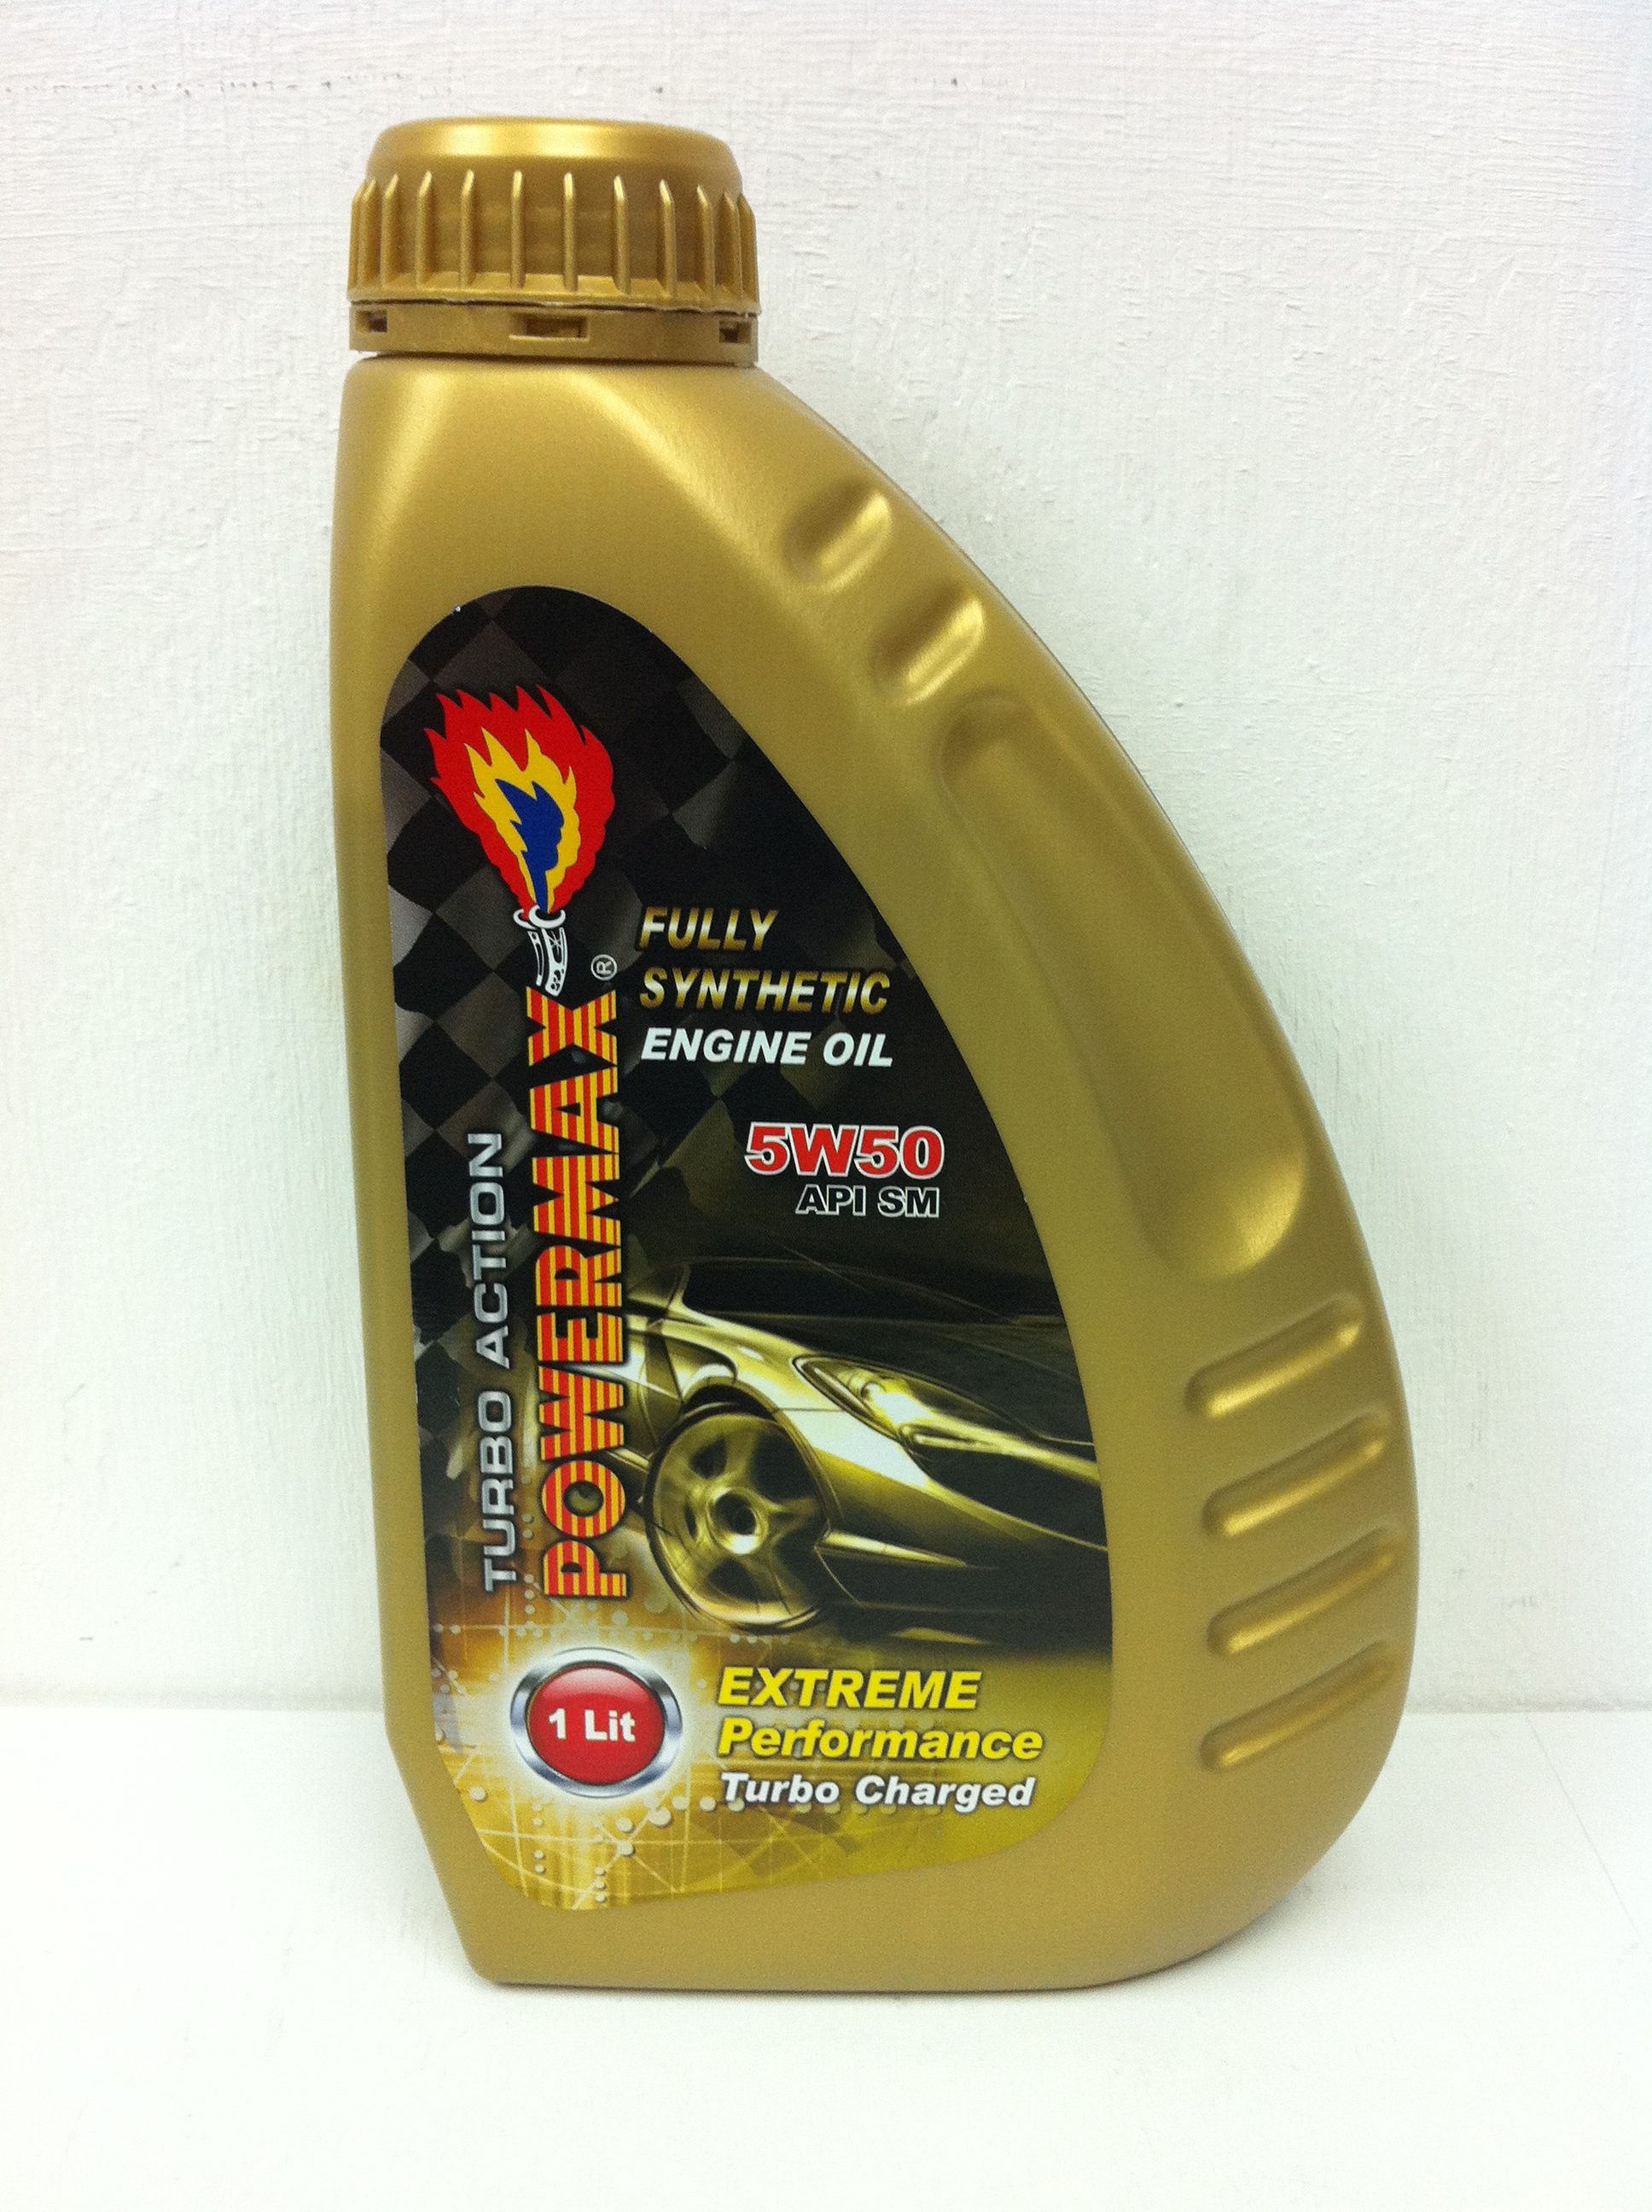 TURBO ACTION
POWERMAX®
FULLY
SYNTHETIC
ENGINE OIL
5W50
API SM
1 Lit
EXTREME
Performance
Turbo Charged